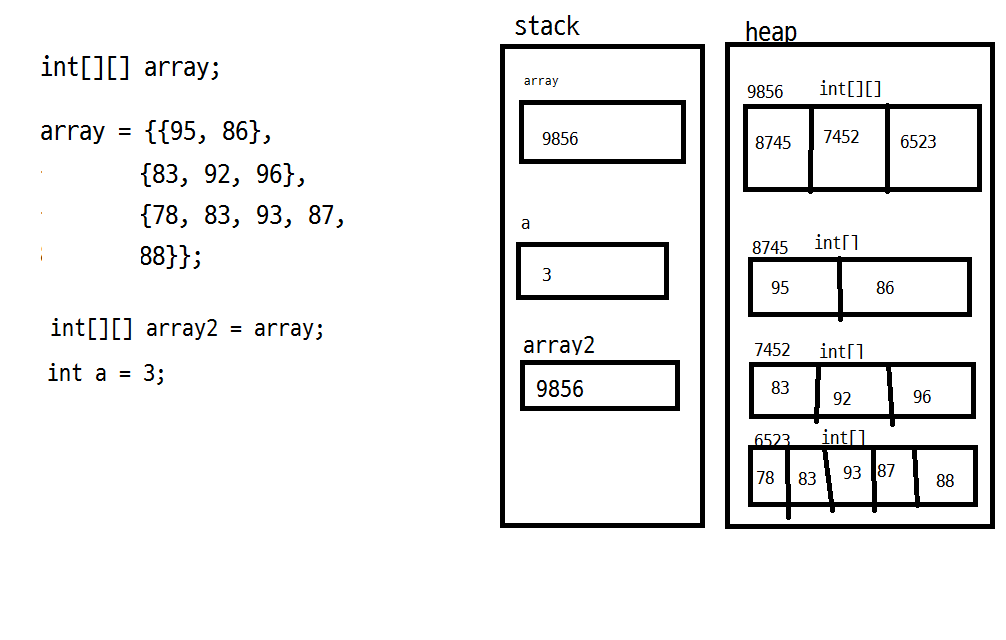 int[][] array;
array = {{95, 86},
{83, 92, 96},
{78, 83, 93, 87,
88}};
int[][] array2 = array;
int a = 3;
stack
array
9856
a
3
array2
9856
heap
9856 int[][]
8745 7452 6523
8745 int[]
95 86
7452 int[]
83 92 96
6523 int[]
78 83 93 87 88